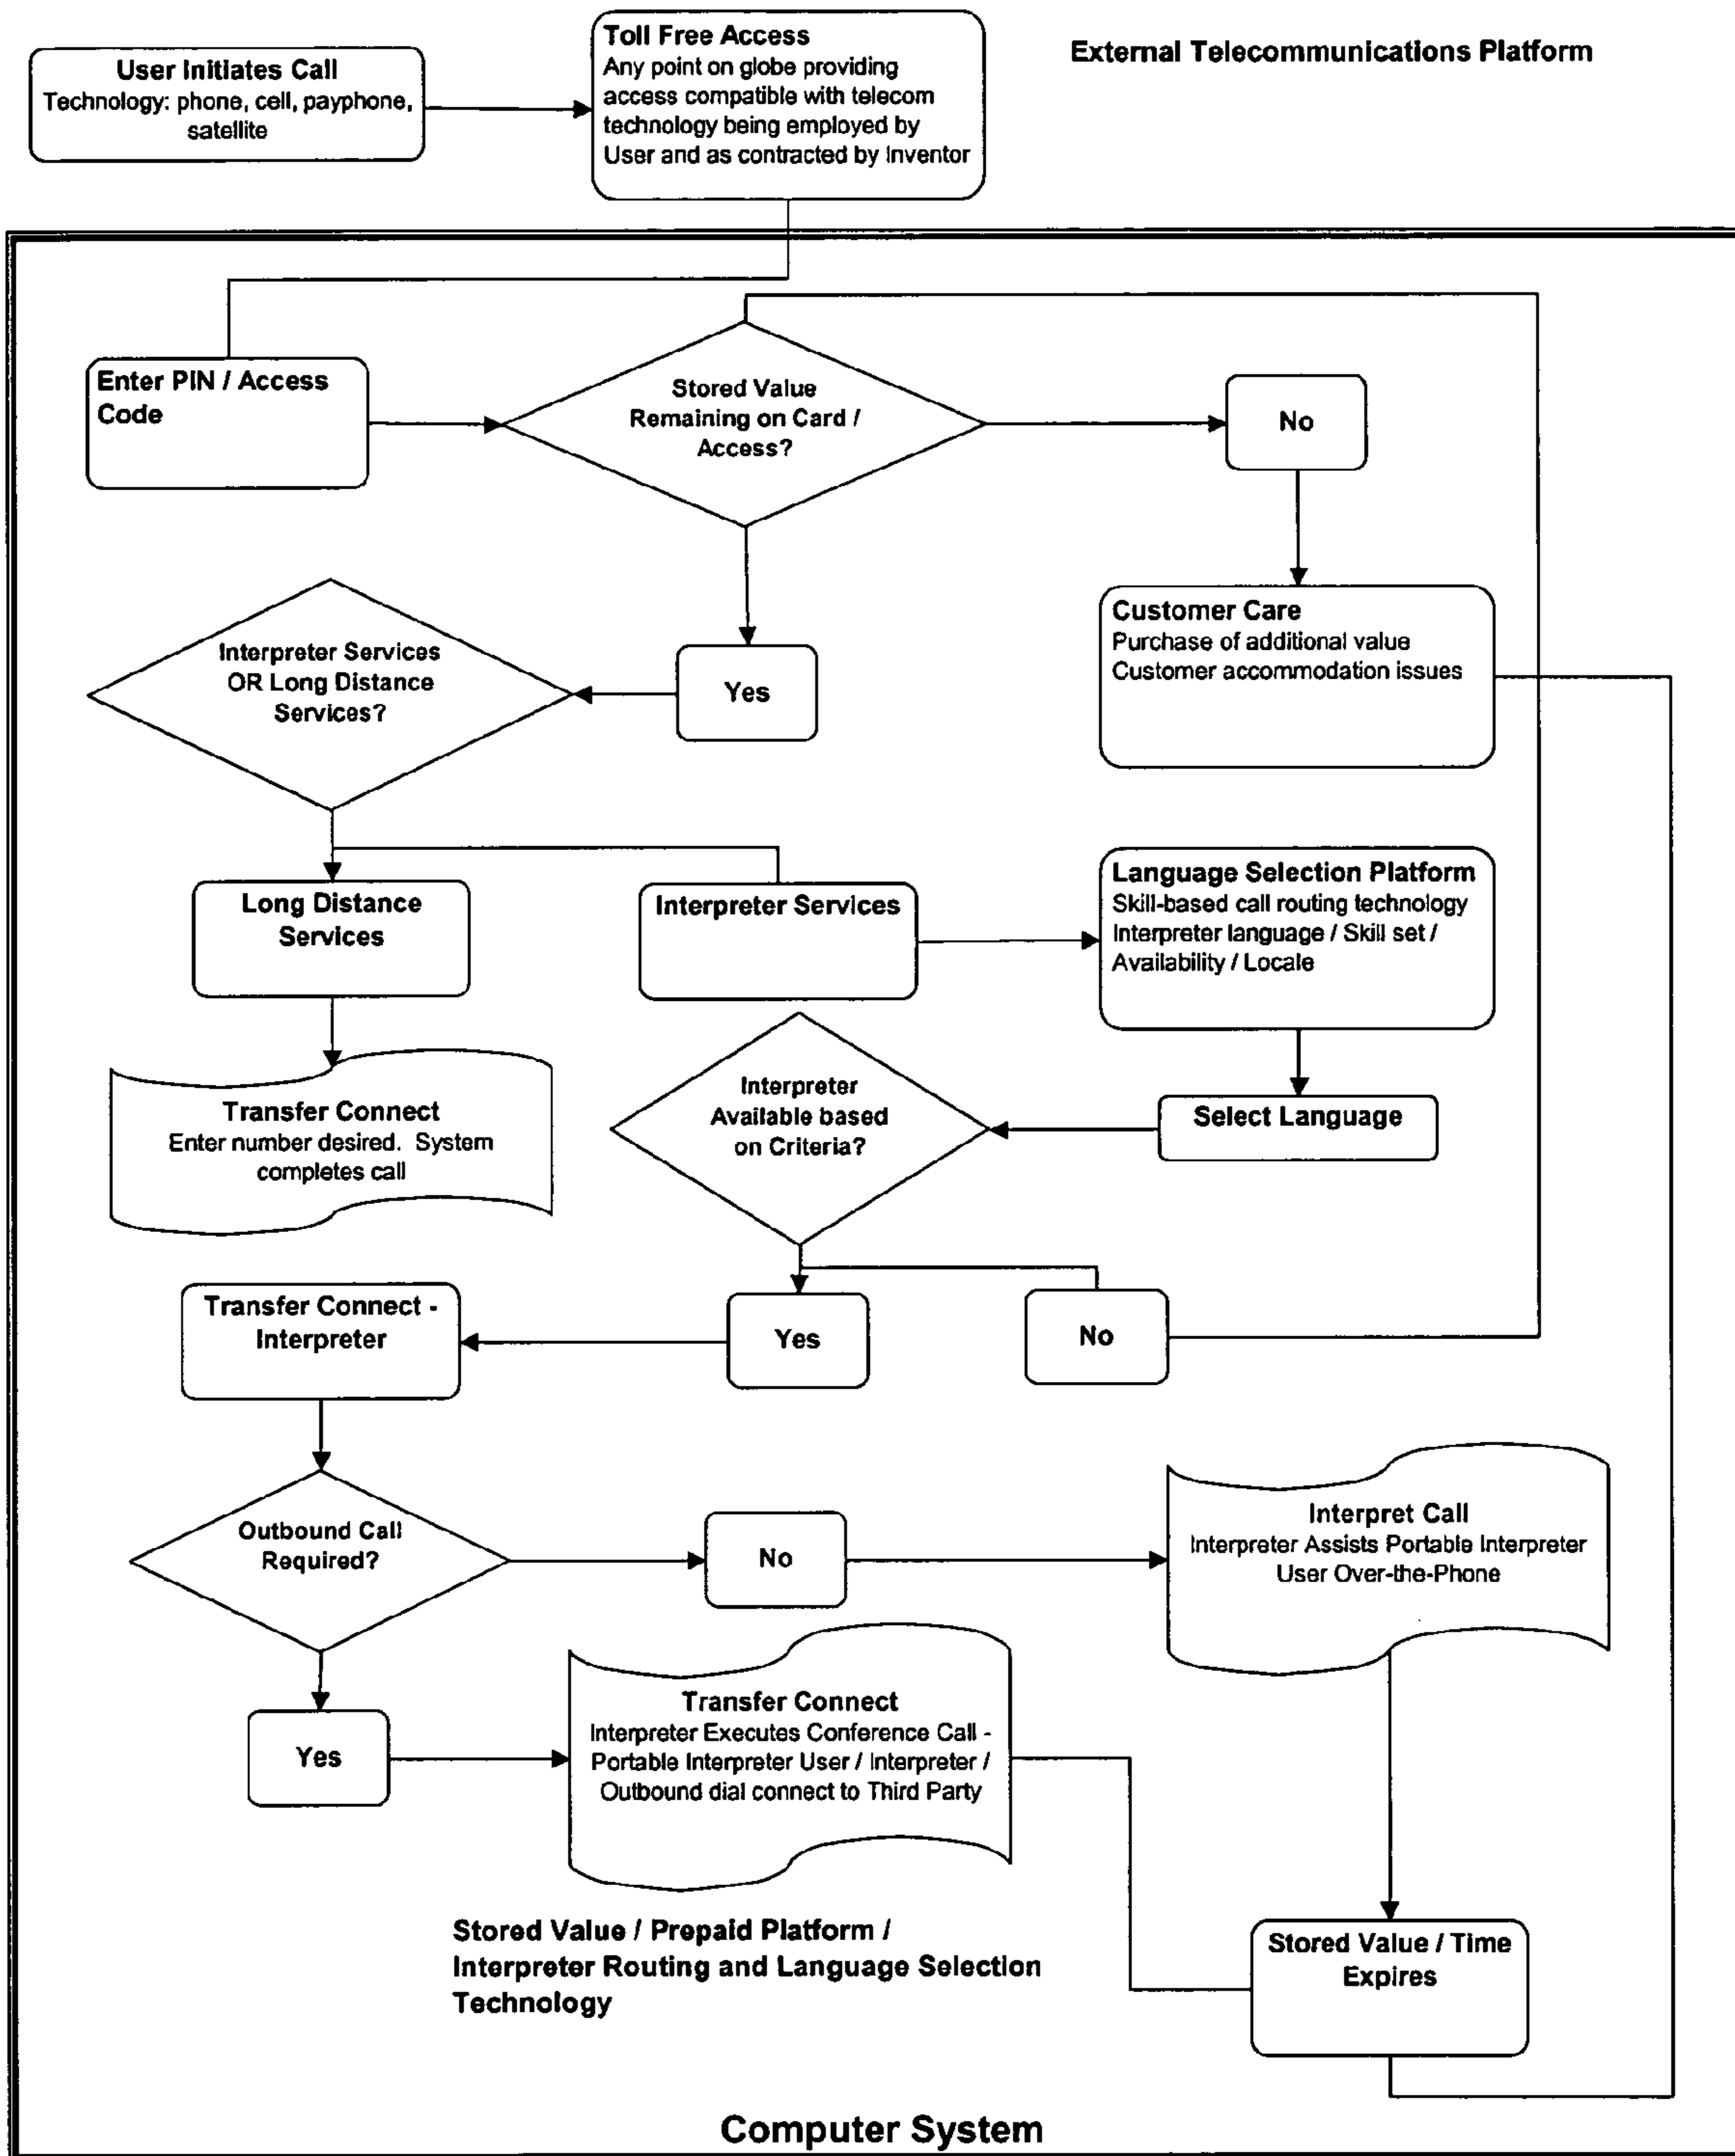 User Initiates Call
Technology: phone, cell, payphone,
satellite
Toll Free Access
Any point on globe providing
access compatible with telecom
technology being employed by
User and as contracted by Inventor
External Telecommunications Platform
Enter PIN / Access
Code
Stored Value
Remaining on Card /
Access?
No
Customer Care
Purchase of additional value
Customer accommodation issues
Yes
Interpreter Services
OR Long Distance
Services?
Long Distance
Services
Interpreter Services
Language Selection Platform
Skill-based call routing technology
Interpreter language / Skill set /
Availability / Locale
Transfer Connect
Enter number desired. System
completes call
Interpreter
Available based
on Criteria?
Select Language
Transfer Connect -
Interpreter
Yes
No
Outbound Call
Required?
No
Interpret Call
Interpreter Assists Portable Interpreter
User Over-the-Phone
Yes
Transfer Connect
Interpreter Executes Conference Call -
Portable Interpreter User / Interpreter /
Outbound dial connect to Third Party
Stored Value / Time
Expires
Stored Value / Prepaid Platform /
Interpreter Routing and Language Selection
Technology
Computer System